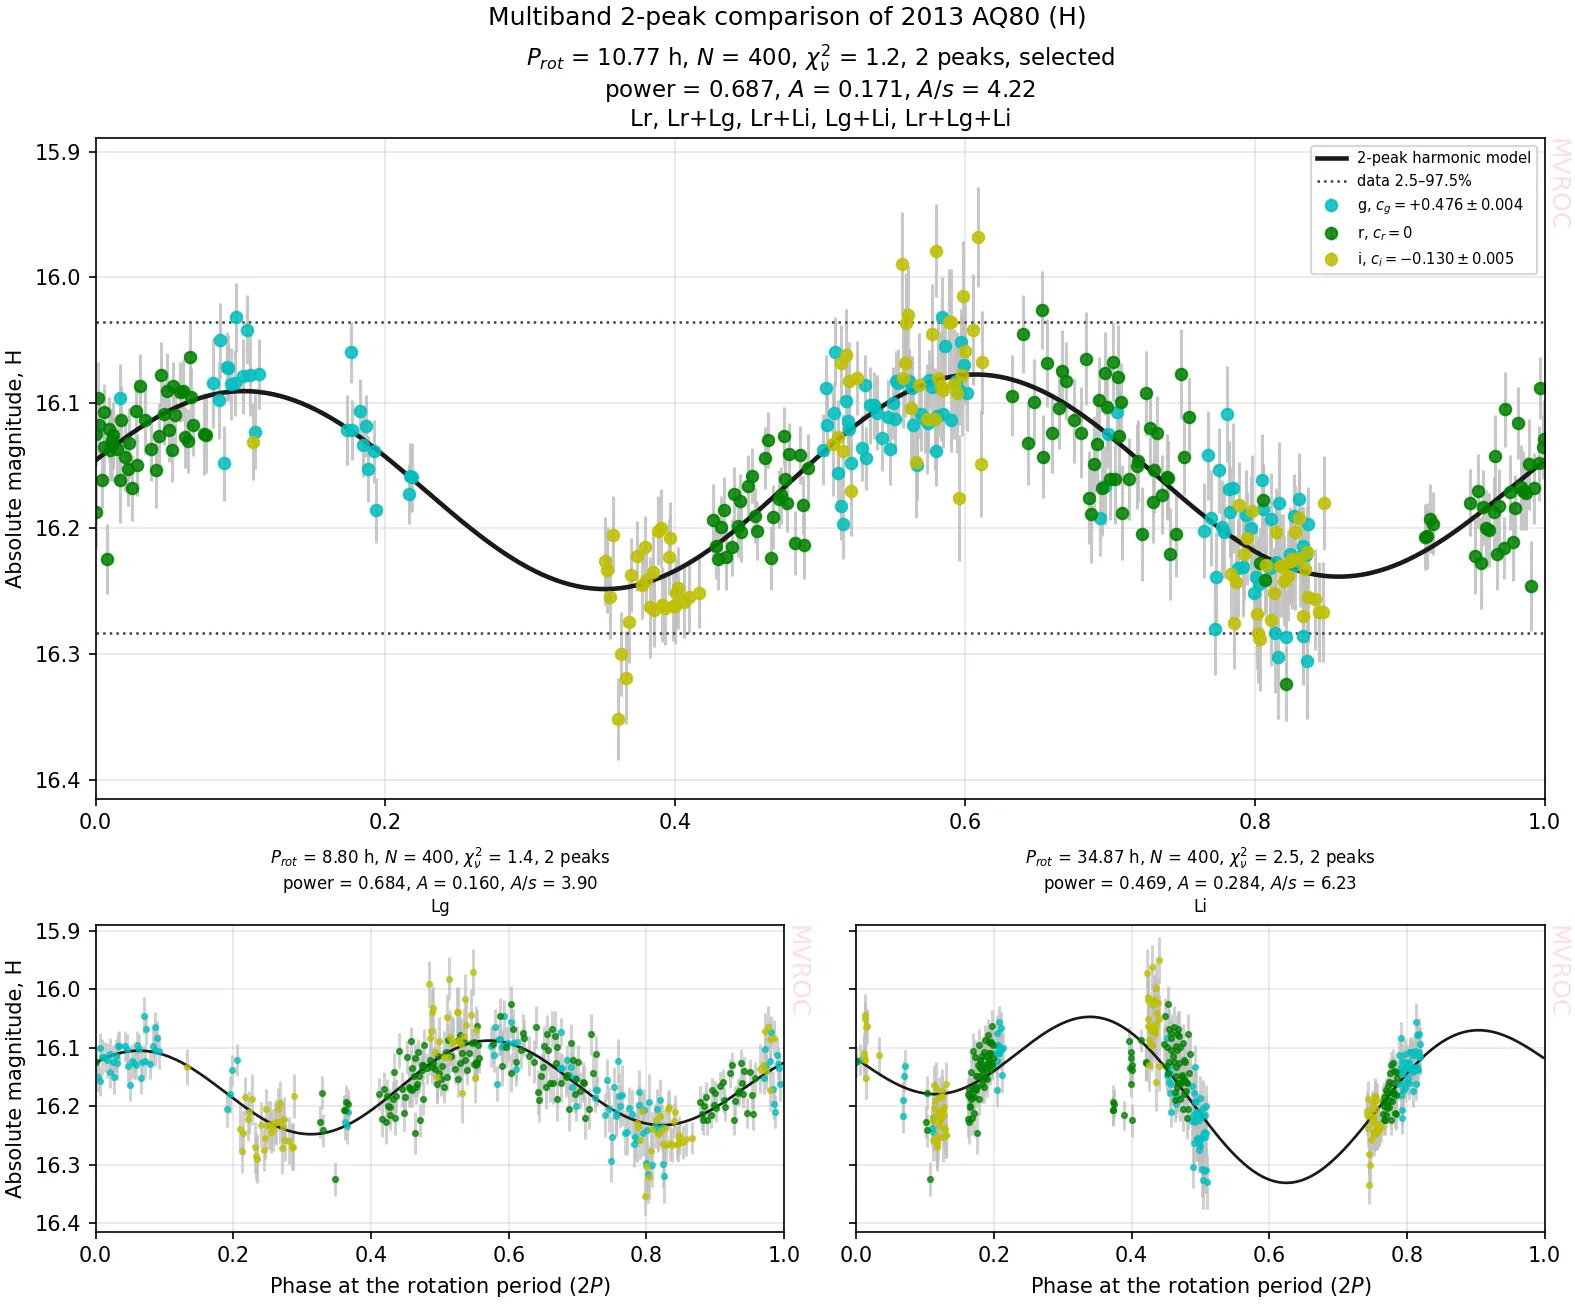 Multiband 2-peak comparison of 2013 AQ80 (H)
P_rot = 10.77 h, N = 400, χ²_ν = 1.2, 2 peaks, selected
power = 0.687, A = 0.171, A/s = 4.22
Lr, Lr+Lg, Lr+Li, Lg+Li, Lr+Lg+Li
2-peak harmonic model
data 2.5–97.5%
g, c_g = +0.476 ± 0.004
r, c_r = 0
i, c_i = −0.130 ± 0.005
MVROC
Absolute magnitude, H
15.9
16.0
16.1
16.2
16.3
16.4
0.0 0.2 0.4 0.6 0.8 1.0
P_rot = 8.80 h, N = 400, χ²_ν = 1.4, 2 peaks
power = 0.684, A = 0.160, A/s = 3.90
Lg
MVROC
Absolute magnitude, H
15.9
16.0
16.1
16.2
16.3
16.4
0.0 0.2 0.4 0.6 0.8 1.0
Phase at the rotation period (2P)
P_rot = 34.87 h, N = 400, χ²_ν = 2.5, 2 peaks
power = 0.469, A = 0.284, A/s = 6.23
Li
MVROC
0.0 0.2 0.4 0.6 0.8 1.0
Phase at the rotation period (2P)